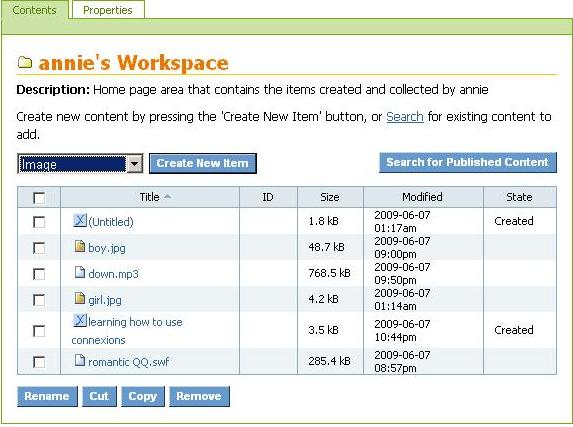 Contents Properties
annie's Workspace
Description: Home page area that contains the items created and collected by annie
Create new content by pressing the 'Create New Item' button, or Search for existing content to
add.
Image Create New Item Search for Published Content
Title ID Size Modified State
(Untitled) 1.8 kB 2009-06-07 01:17am Created
boy.jpg 48.7 kB 2009-06-07 09:00pm
down.mp3 768.5 kB 2009-06-07 09:50pm
girl.jpg 4.2 kB 2009-06-07 01:14am
learning how to use connexions 3.5 kB 2009-06-07 10:44pm Created
romantic QQ.swf 285.4 kB 2009-06-07 08:57pm
Rename Cut Copy Remove